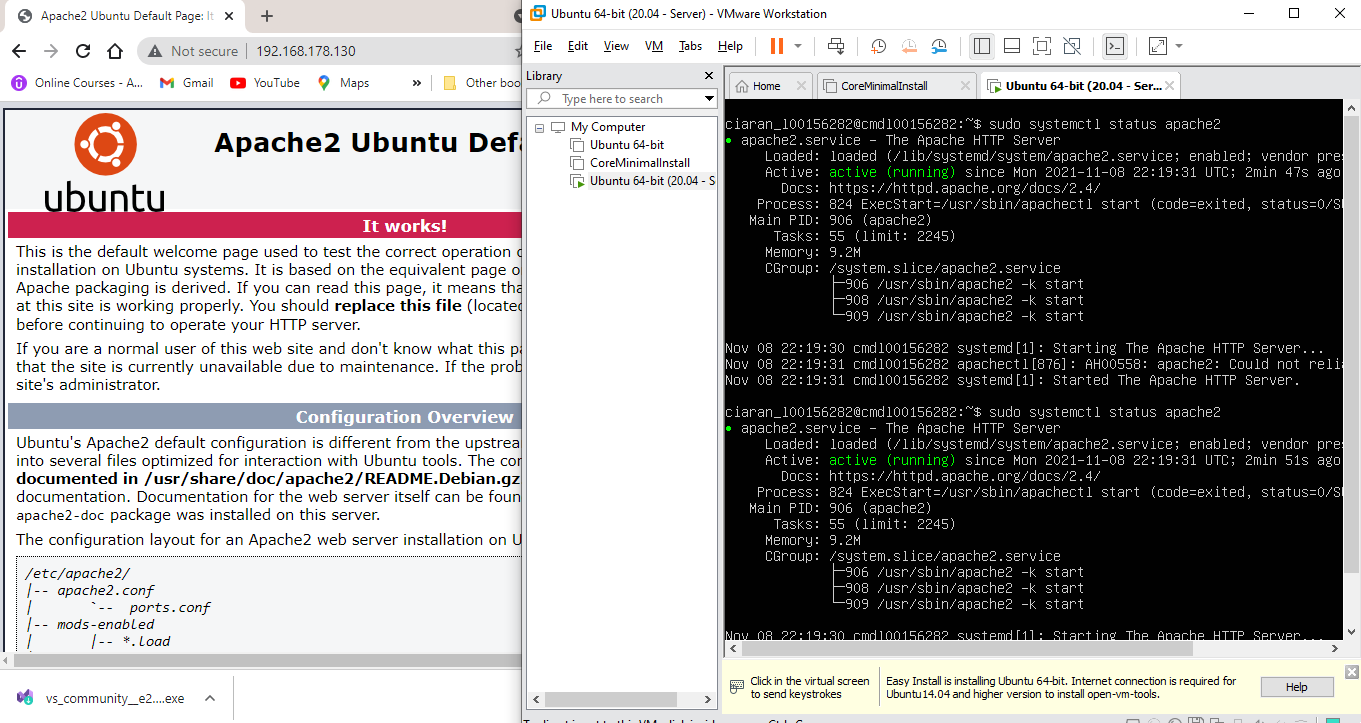 Apache2 Ubuntu Default Page: It
Not secure
192.168.178.130
Online Courses - A...
Gmail
YouTube
Maps
»
Other boo
ubuntu
Apache2 Ubuntu Def
It works!
This is the default welcome page used to test the correct operation
installation on Ubuntu systems. It is based on the equivalent page o
Apache packaging is derived. If you can read this page, it means tha
at this site is working properly. You should replace this file (located
before continuing to operate your HTTP server.
If you are a normal user of this web site and don't know what this pa
that the site is currently unavailable due to maintenance. If the prob
site's administrator.
Configuration Overview
Ubuntu's Apache2 default configuration is different from the upstrea
into several files optimized for interaction with Ubuntu tools. The con
documented in /usr/share/doc/apache2/README.Debian.gz
documentation. Documentation for the web server itself can be foun
apache2-doc package was installed on this server.
The configuration layout for an Apache2 web server installation on U
/etc/apache2/
|-- apache2.conf
|       `--  ports.conf
|-- mods-enabled
|       |-- *.load
vs_community__e2....exe
Ubuntu 64-bit (20.04 - Server) - VMware Workstation
File Edit View VM Tabs Help
Library
Type here to search
My Computer
Ubuntu 64-bit
CoreMinimalInstall
Ubuntu 64-bit (20.04 - S
Home
CoreMinimalInstall
Ubuntu 64-bit (20.04 - Ser...
ciaran_l00156282@cmdl00156282:~$ sudo systemctl status apache2
● apache2.service - The Apache HTTP Server
Loaded: loaded (/lib/systemd/system/apache2.service; enabled; vendor pres
Active: active (running) since Mon 2021-11-08 22:19:31 UTC; 2min 47s ago
Docs: https://httpd.apache.org/docs/2.4/
Process: 824 ExecStart=/usr/sbin/apachectl start (code=exited, status=0/SU
Main PID: 906 (apache2)
Tasks: 55 (limit: 2245)
Memory: 9.2M
CGroup: /system.slice/apache2.service
├─906 /usr/sbin/apache2 -k start
├─908 /usr/sbin/apache2 -k start
└─909 /usr/sbin/apache2 -k start
Nov 08 22:19:30 cmdl00156282 systemd[1]: Starting The Apache HTTP Server...
Nov 08 22:19:31 cmdl00156282 apachectl[876]: AH00558: apache2: Could not relia
Nov 08 22:19:31 cmdl00156282 systemd[1]: Started The Apache HTTP Server.
ciaran_l00156282@cmdl00156282:~$ sudo systemctl status apache2
● apache2.service - The Apache HTTP Server
Loaded: loaded (/lib/systemd/system/apache2.service; enabled; vendor pres
Active: active (running) since Mon 2021-11-08 22:19:31 UTC; 2min 51s ago
Docs: https://httpd.apache.org/docs/2.4/
Process: 824 ExecStart=/usr/sbin/apachectl start (code=exited, status=0/SU
Main PID: 906 (apache2)
Tasks: 55 (limit: 2245)
Memory: 9.2M
CGroup: /system.slice/apache2.service
├─906 /usr/sbin/apache2 -k start
├─908 /usr/sbin/apache2 -k start
└─909 /usr/sbin/apache2 -k start
Nov 08 22:19:30 cmdl00156282 systemd[1]: Starting The Apache HTTP Server...
Click in the virtual screen
to send keystrokes
Easy Install is installing Ubuntu 64-bit. Internet connection is required for
Ubuntu14.04 and higher version to install open-vm-tools.
Help